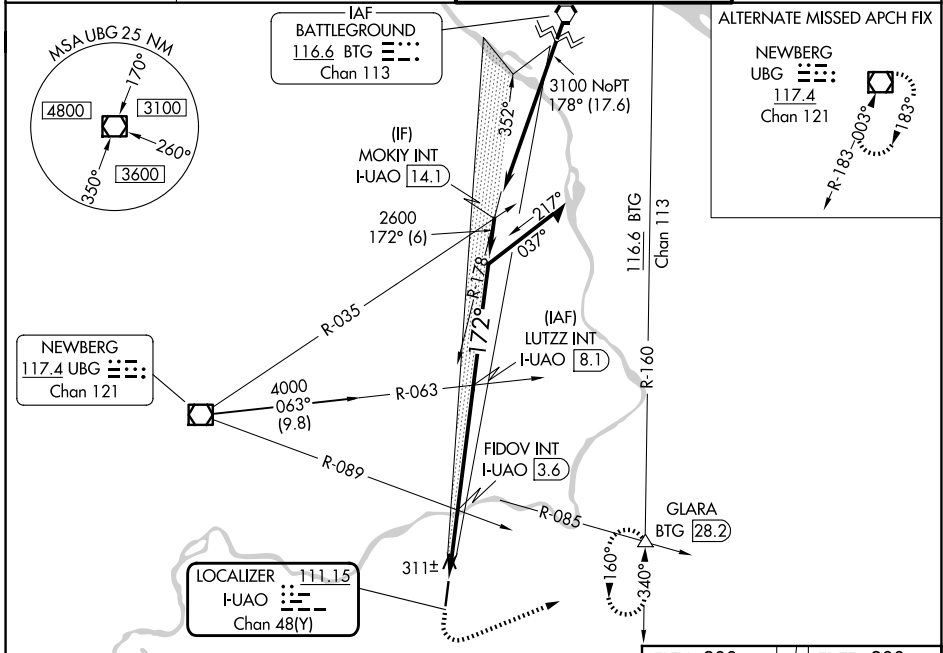 MSA UBG 25 NM
170°
4800
3100
260°
350°
3600
IAF
BATTLEGROUND
116.6 BTG
Chan 113
3100 NoPT
178° (17.6)
352°
ALTERNATE MISSED APCH FIX
NEWBERG
UBG
117.4
Chan 121
R-183
003°
183°
(IF)
MOKIY INT
I-UAO 14.1
2600
172° (6)
217°
037°
116.6 BTG
Chan 113
R-178
172°
R-035
(IAF)
LUTZZ INT
I-UAO 8.1
R-160
NEWBERG
117.4 UBG
Chan 121
4000
063°
(9.8)
R-063
R-089
FIDOV INT
I-UAO 3.6
R-085
GLARA
BTG 28.2
160°
340°
311±
LOCALIZER 111.15
I-UAO
Chan 48(Y)